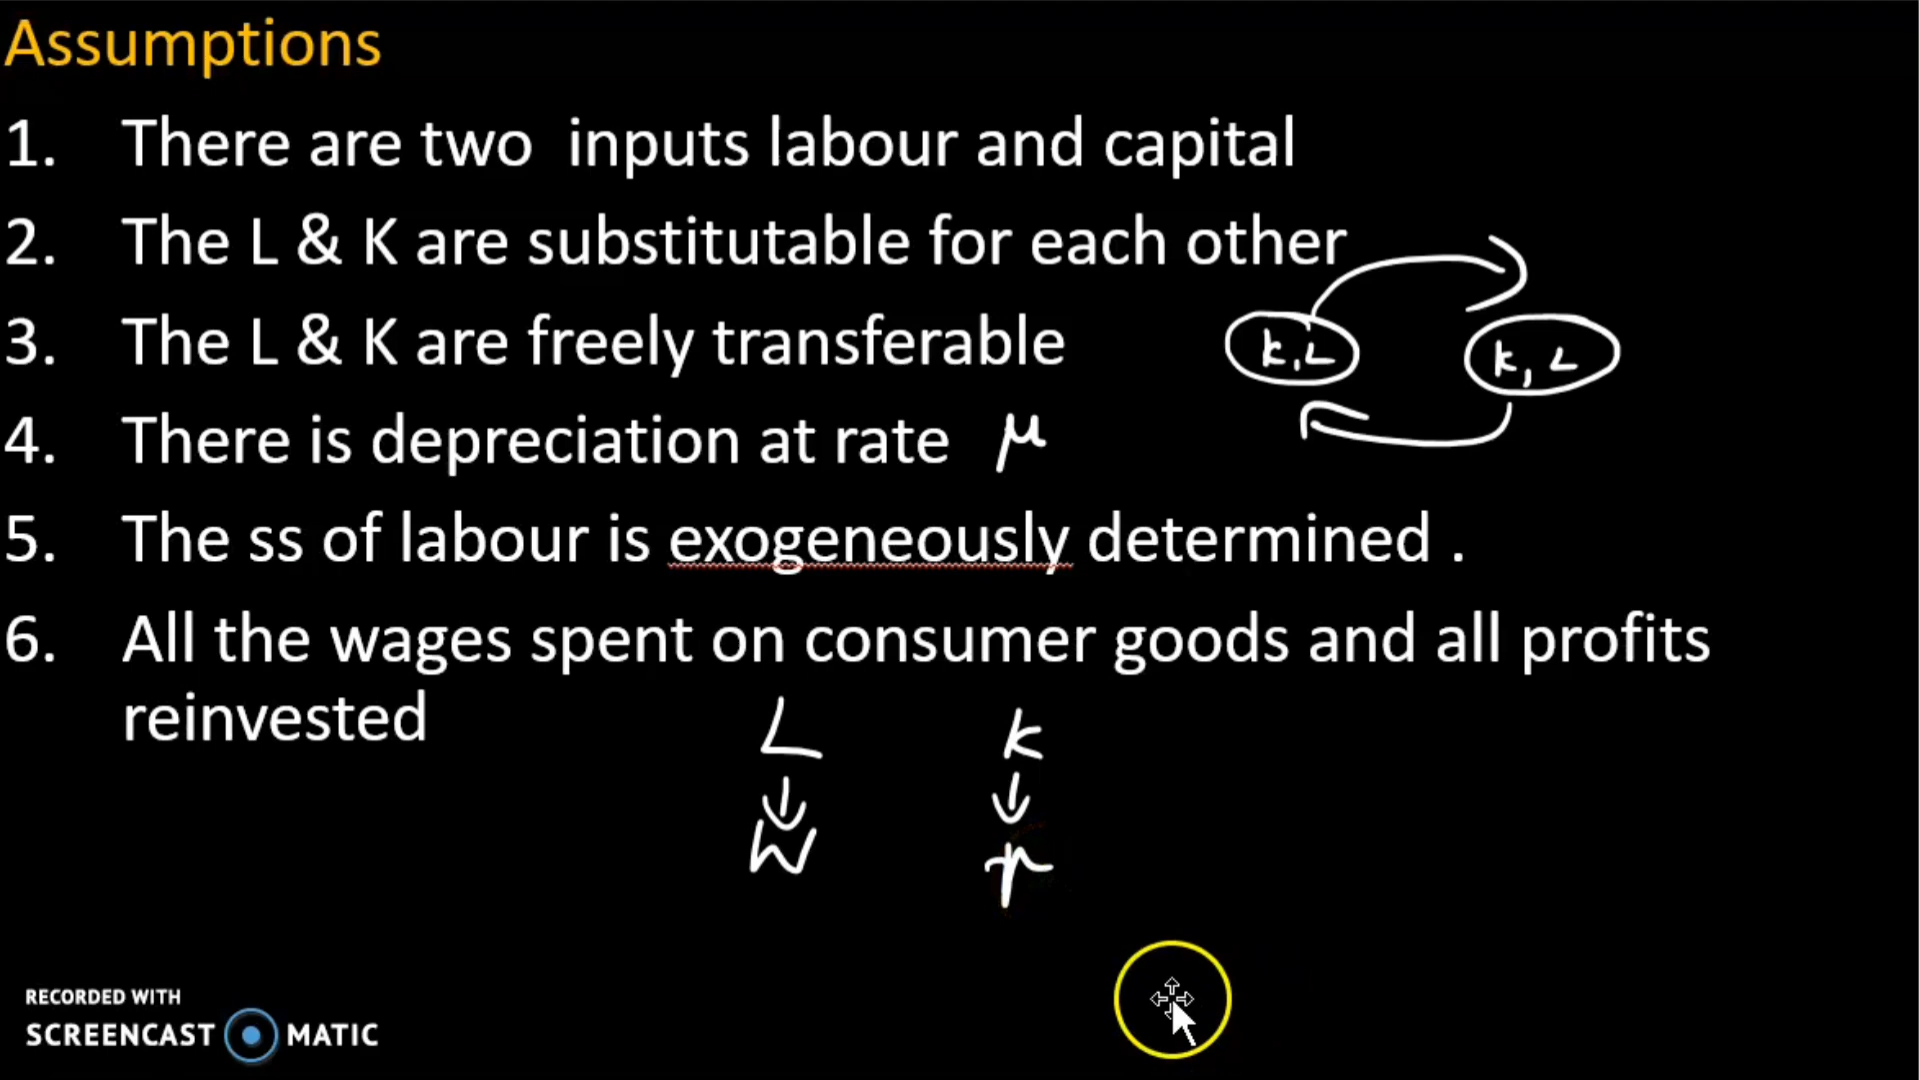 Assumptions
1. There are two inputs labour and capital
2. The L & K are substitutable for each other
3. The L & K are freely transferable
K, L K, L
4. There is depreciation at rate μ
5. The ss of labour is exogeneously determined .
6. All the wages spent on consumer goods and all profits
reinvested
L K
W r
RECORDED WITH
SCREENCAST MATIC